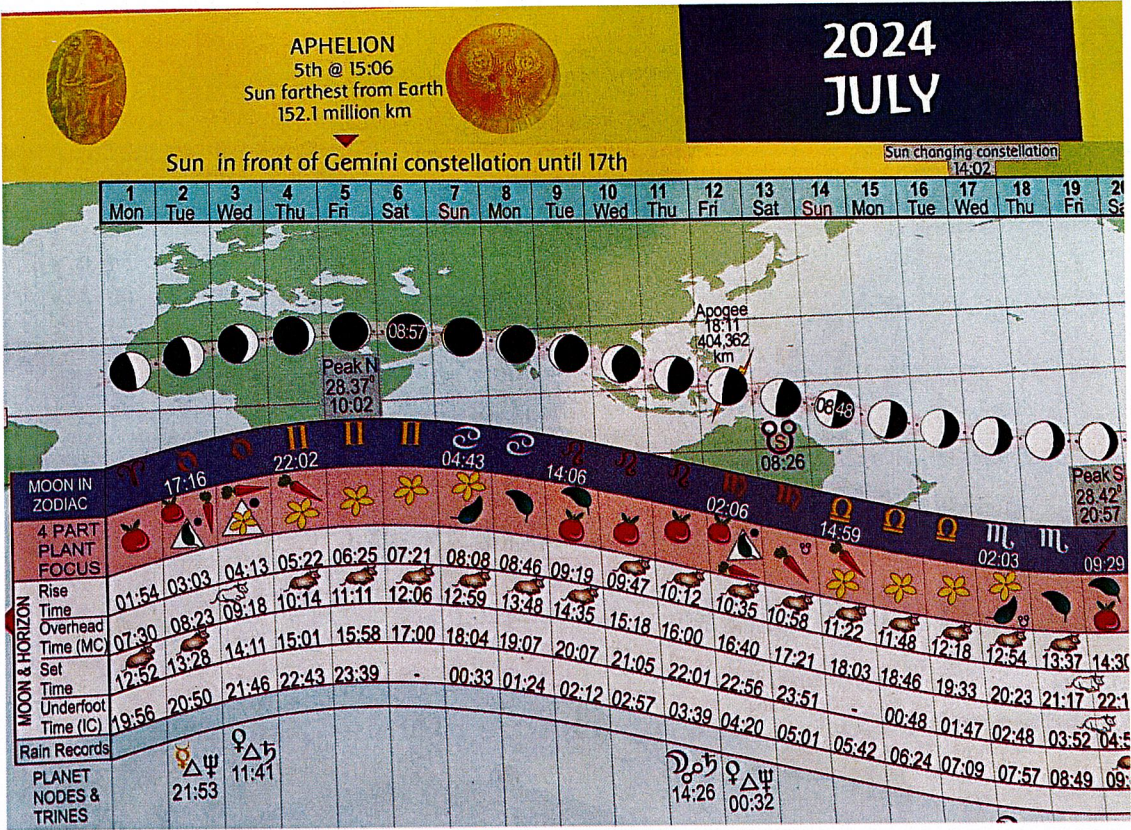 APHELION
5th @ 15:06
Sun farthest from Earth
152.1 million km
2024
JULY
Sun in front of Gemini constellation until 17th
Sun changing constellation
14:02
1 2 3 4 5 6 7 8 9 10 11 12 13 14 15 16 17 18 19
Mon Tue Wed Thu Fri Sat Sun Mon Tue Wed Thu Fri Sat Sun Mon Tue Wed Thu Fri
Apogee
18:11
404,362
km
08:57
Peak N
28.37°
10:02
06:48
08:26
Peak S
28.42°
20:57
MOON IN
ZODIAC
17:16 22:02 04:43 14:06 02:06 14:59 02:03 09:29
4 PART
PLANT
FOCUS
MOON & HORIZON
Rise
Time
01:54 03:03 04:13 05:22 06:25 07:21 08:08 08:46 09:19 09:47 10:12 10:35 10:58 11:22 11:48 12:18 12:54 13:37 14:30
Overhead
Time (MC)
07:30 08:23 09:18 10:14 11:11 12:06 12:59 13:48 14:35 15:18 16:00 16:40 17:21 18:03 18:46 19:33 20:23 21:17
Set
Time
12:52 13:28 14:11 15:01 15:58 17:00 18:04 19:07 20:07 21:05 22:01 22:56 23:51 - 00:48 01:47 02:48 03:52
Underfoot
Time (IC)
19:56 20:50 21:46 22:43 23:39 - 00:33 01:24 02:12 02:57 03:39 04:20 05:01 05:42 06:24 07:09 07:57 08:49
Rain Records
PLANET
NODES &
TRINES
☿△♆
21:53
♀△♄
11:41
☽☍♄
14:26
♀△♆
00:32